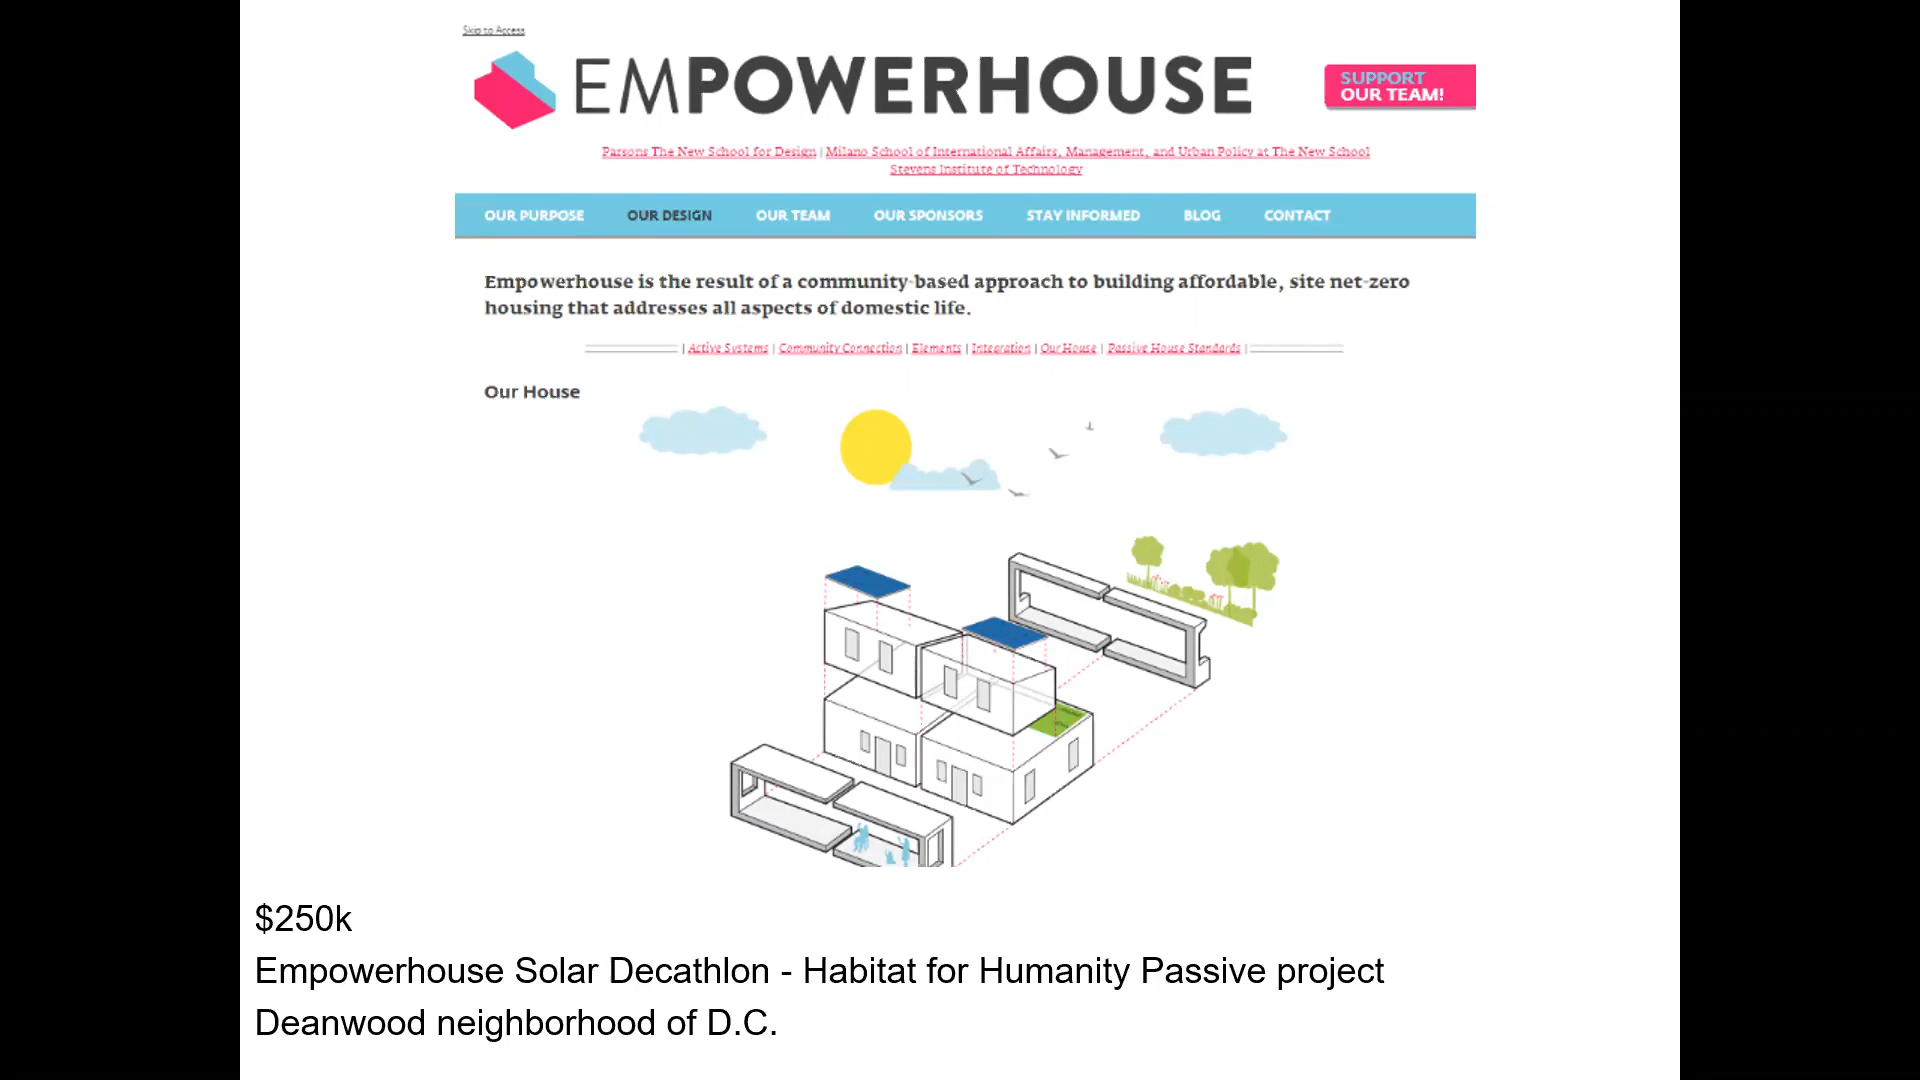 Skip to Access
EMPOWERHOUSE
SUPPORT
OUR TEAM!
Parsons The New School for Design | Milano School of International Affairs, Management, and Urban Policy at The New School
Stevens Institute of Technology
OUR PURPOSE OUR DESIGN OUR TEAM OUR SPONSORS STAY INFORMED BLOG CONTACT
Empowerhouse is the result of a community-based approach to building affordable, site net-zero
housing that addresses all aspects of domestic life.
| Active Systems | Community Connection | Elements | Integration | Our House | Passive House Standards |
Our House
$250k
Empowerhouse Solar Decathlon - Habitat for Humanity Passive project
Deanwood neighborhood of D.C.